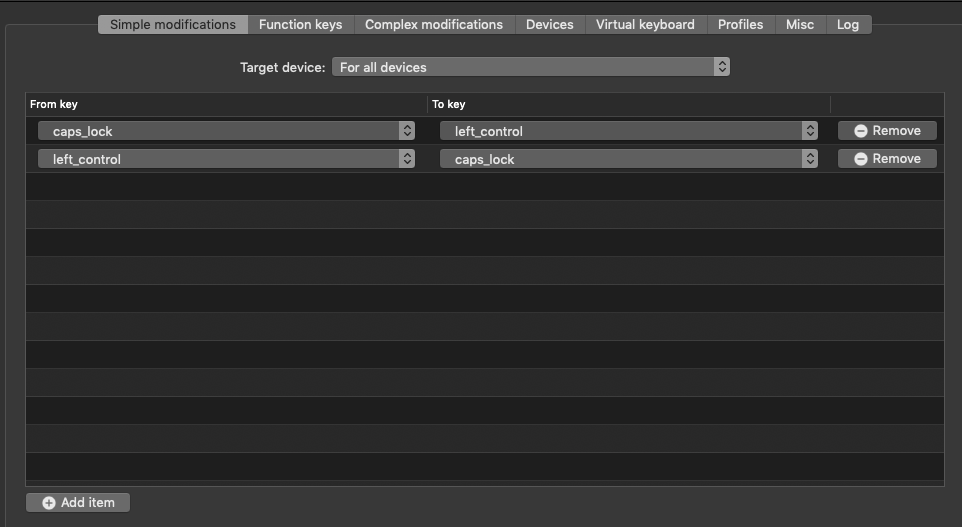 Simple modifications Function keys Complex modifications Devices Virtual keyboard Profiles Misc Log
Target device: For all devices
From key To key
caps_lock left_control Remove
left_control caps_lock Remove
Add item